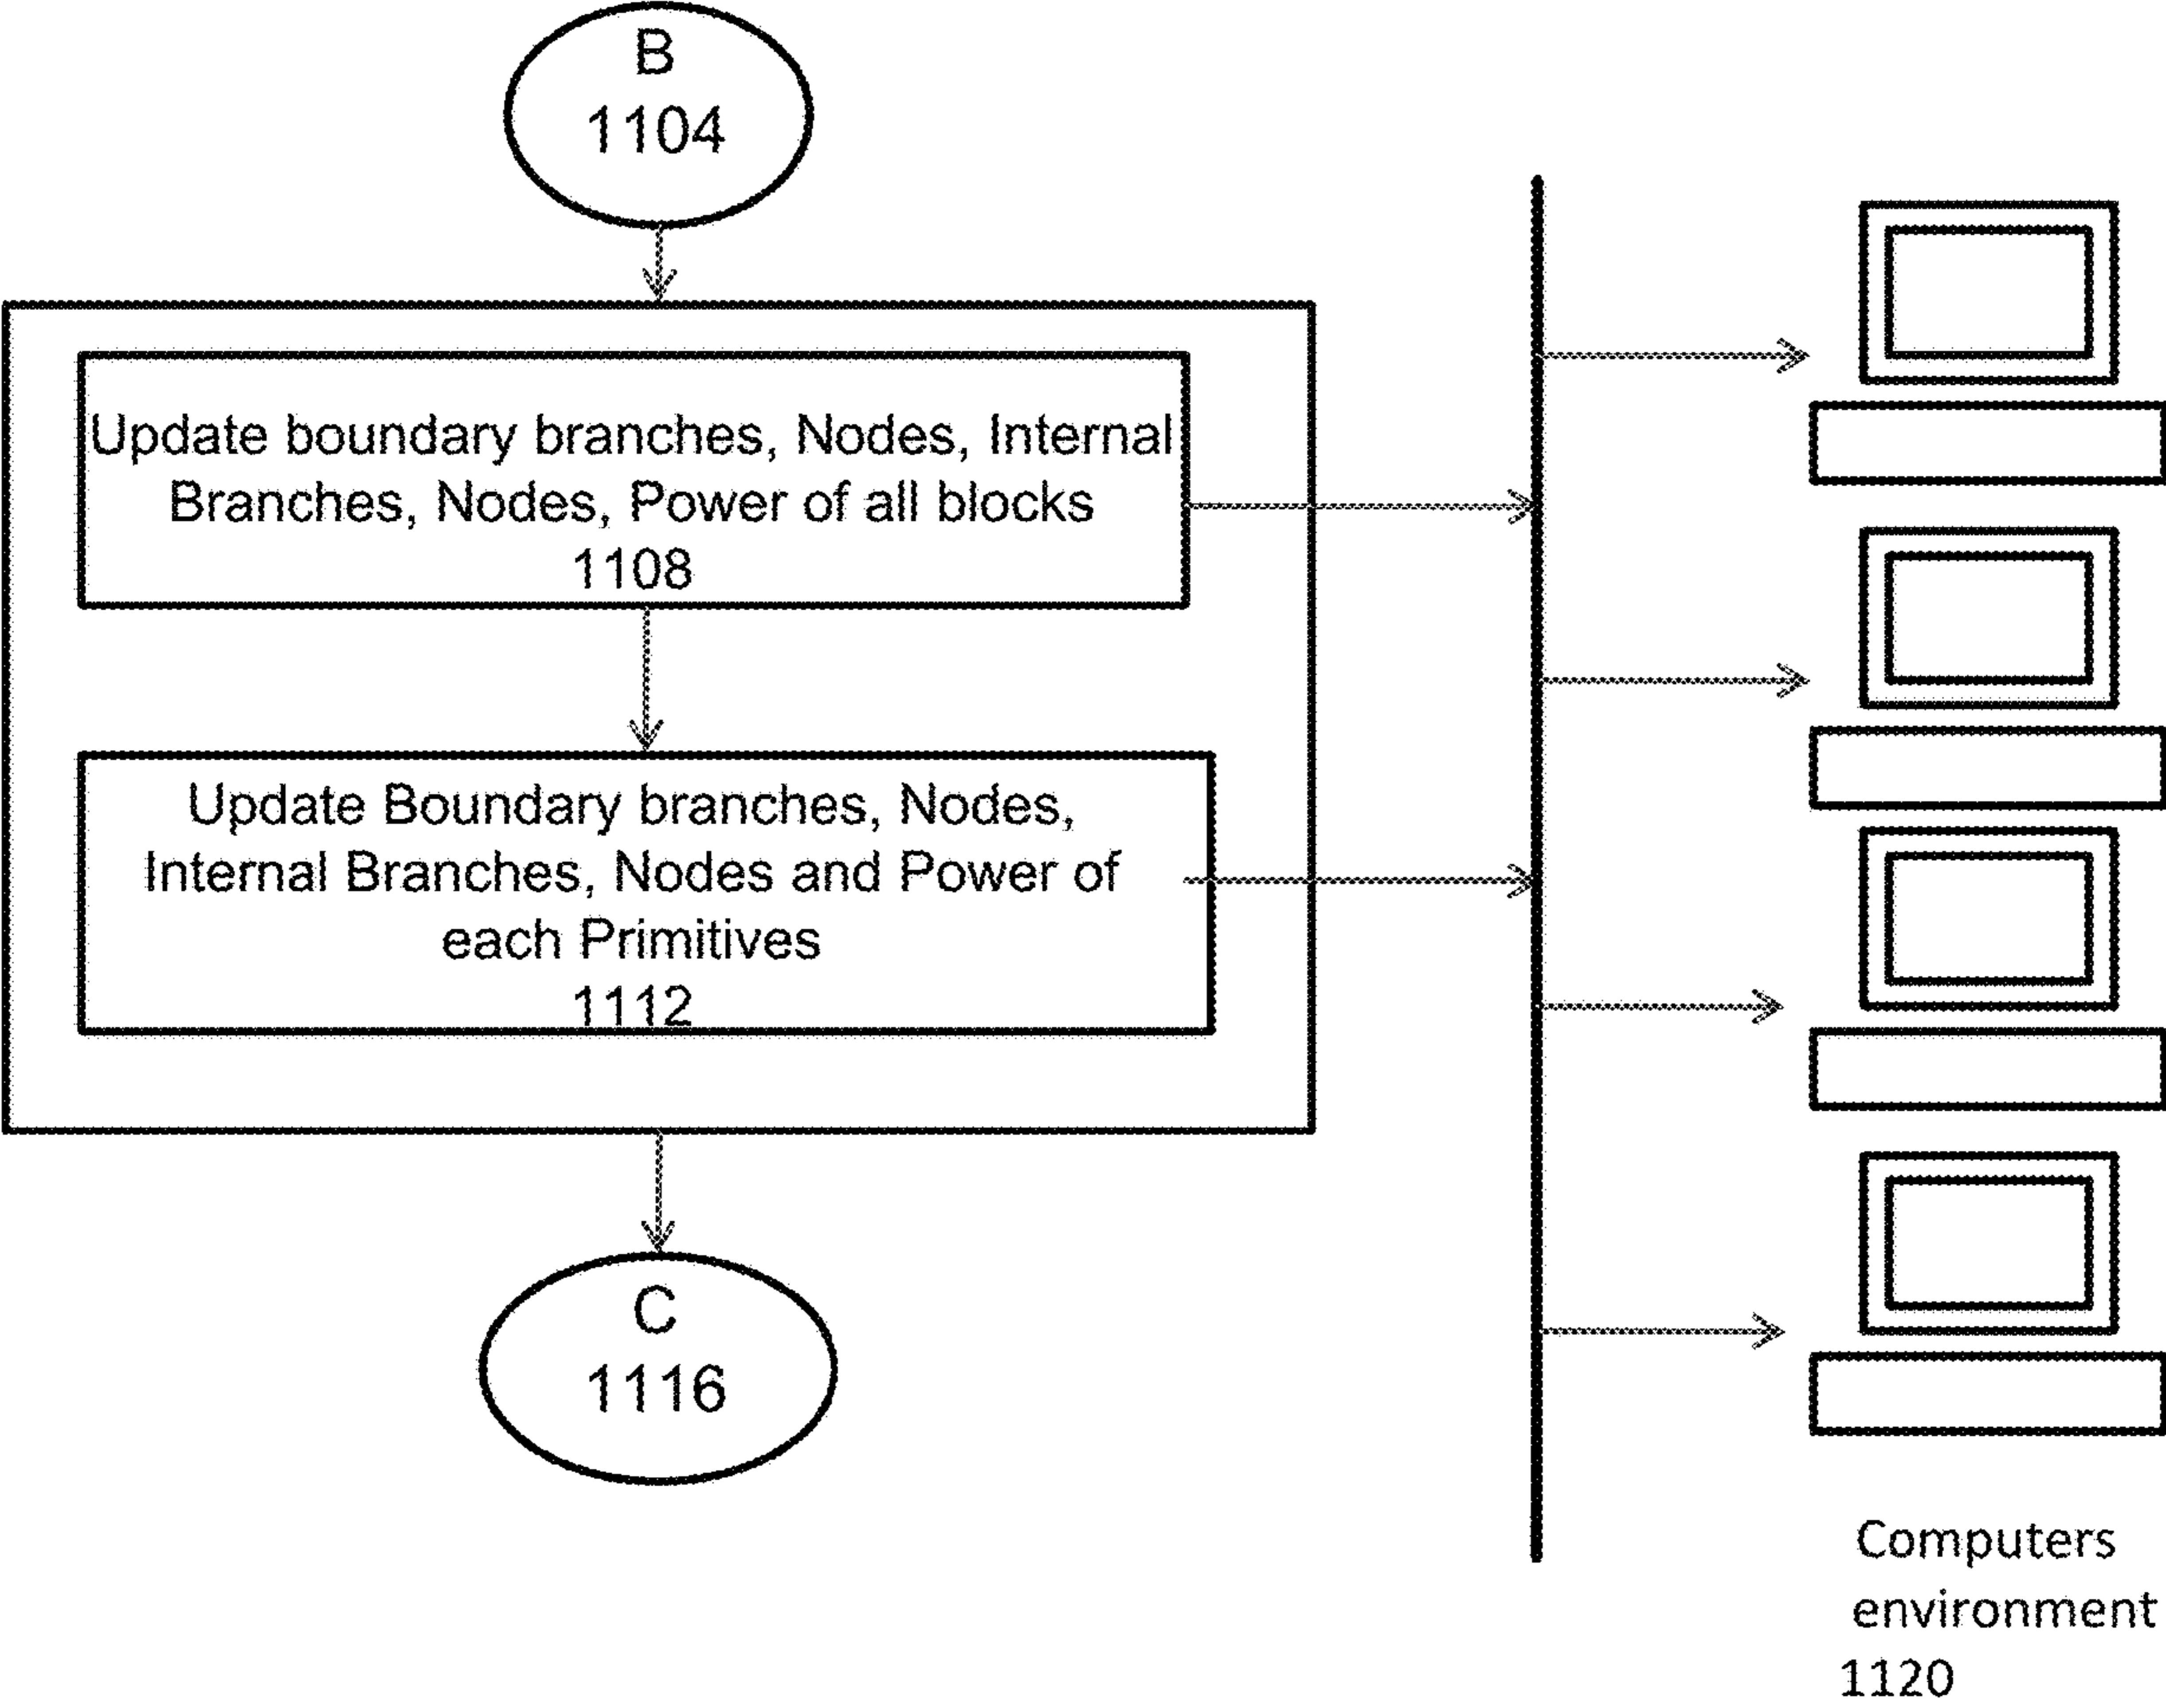 B
1104
Update boundary branches, Nodes, Internal
Branches, Nodes, Power of all blocks
1108
Update Boundary branches, Nodes,
Internal Branches, Nodes and Power of
each Primitives
1112
C
1116
Computers
environment
1120